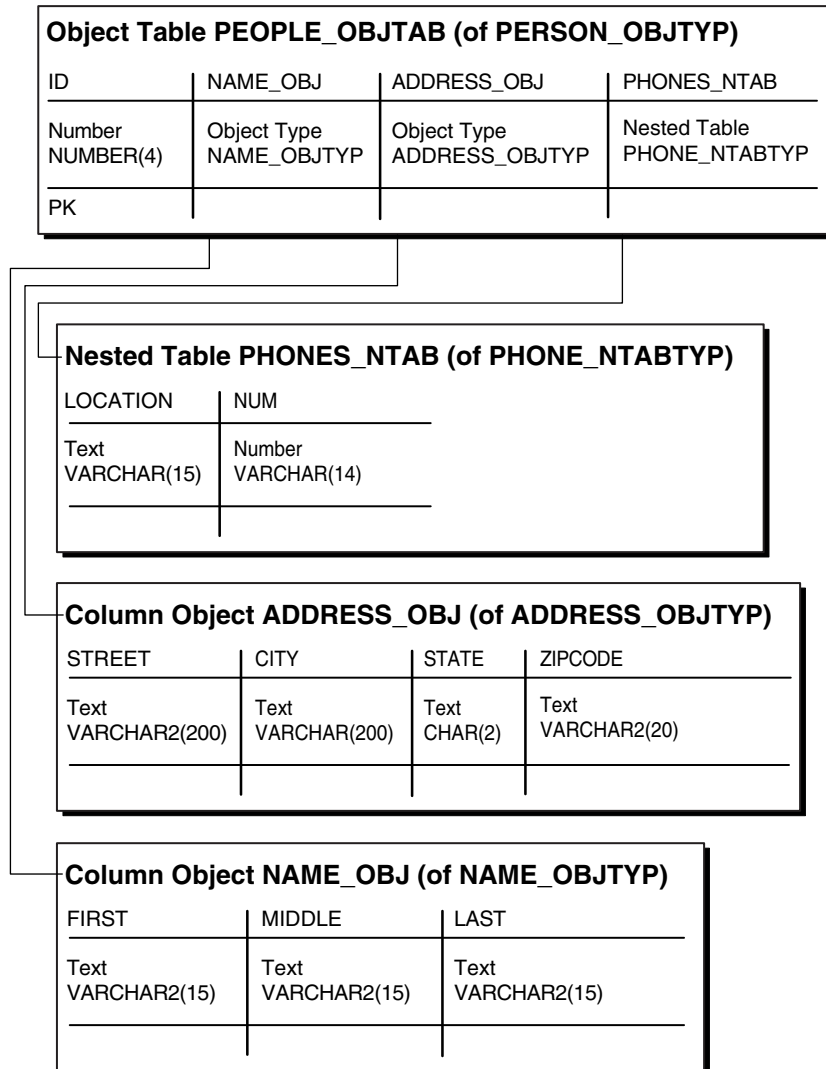 Object Table PEOPLE_OBJTAB (of PERSON_OBJTYP)
ID NAME_OBJ ADDRESS_OBJ PHONES_NTAB
Number Object Type Object Type Nested Table
NUMBER(4) NAME_OBJTYP ADDRESS_OBJTYP PHONE_NTABTYP
PK
Nested Table PHONES_NTAB (of PHONE_NTABTYP)
LOCATION NUM
Text Number
VARCHAR(15) VARCHAR(14)
Column Object ADDRESS_OBJ (of ADDRESS_OBJTYP)
STREET CITY STATE ZIPCODE
Text Text Text Text
VARCHAR2(200) VARCHAR(200) CHAR(2) VARCHAR2(20)
Column Object NAME_OBJ (of NAME_OBJTYP)
FIRST MIDDLE LAST
Text Text Text
VARCHAR2(15) VARCHAR2(15) VARCHAR2(15)